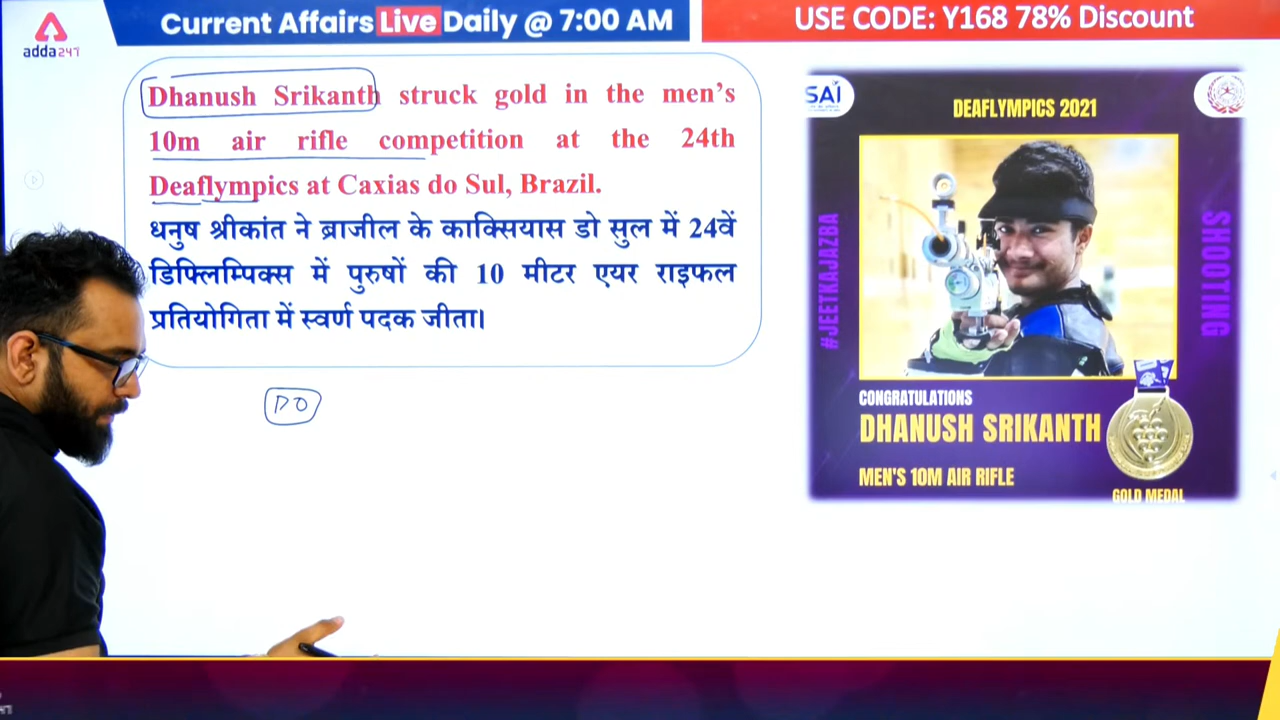 adda247
Current Affairs Live Daily @ 7:00 AM
USE CODE: Y168 78% Discount
Dhanush Srikanth struck gold in the men's
10m air rifle competition at the 24th
Deaflympics at Caxias do Sul, Brazil.
धनुष श्रीकांत ने ब्राजील के काक्सियास डो सुल में 24वें
डिफ्लिम्पिक्स में पुरुषों की 10 मीटर एयर राइफल
प्रतियोगिता में स्वर्ण पदक जीता।
DO
SAI
DEAFLYMPICS 2021
#JEETKAJAZBA
SHOOTING
CONGRATULATIONS
DHANUSH SRIKANTH
MEN'S 10M AIR RIFLE
GOLD MEDAL